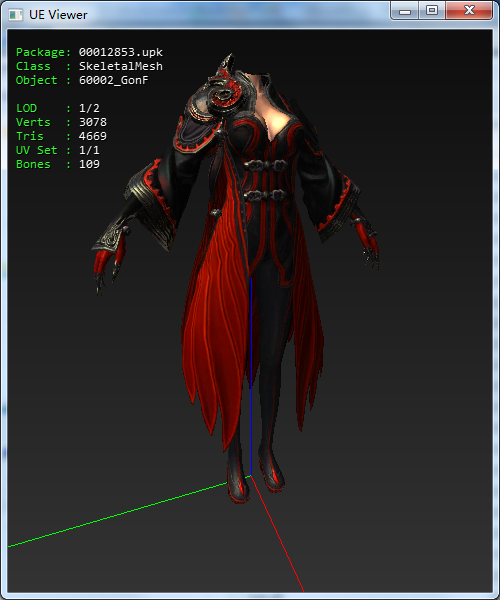 UE Viewer
Package: 00012853.upk
Class  : SkeletalMesh
Object : 60002_GonF
LOD    : 1/2
Verts  : 3078
Tris   : 4669
UV Set : 1/1
Bones  : 109